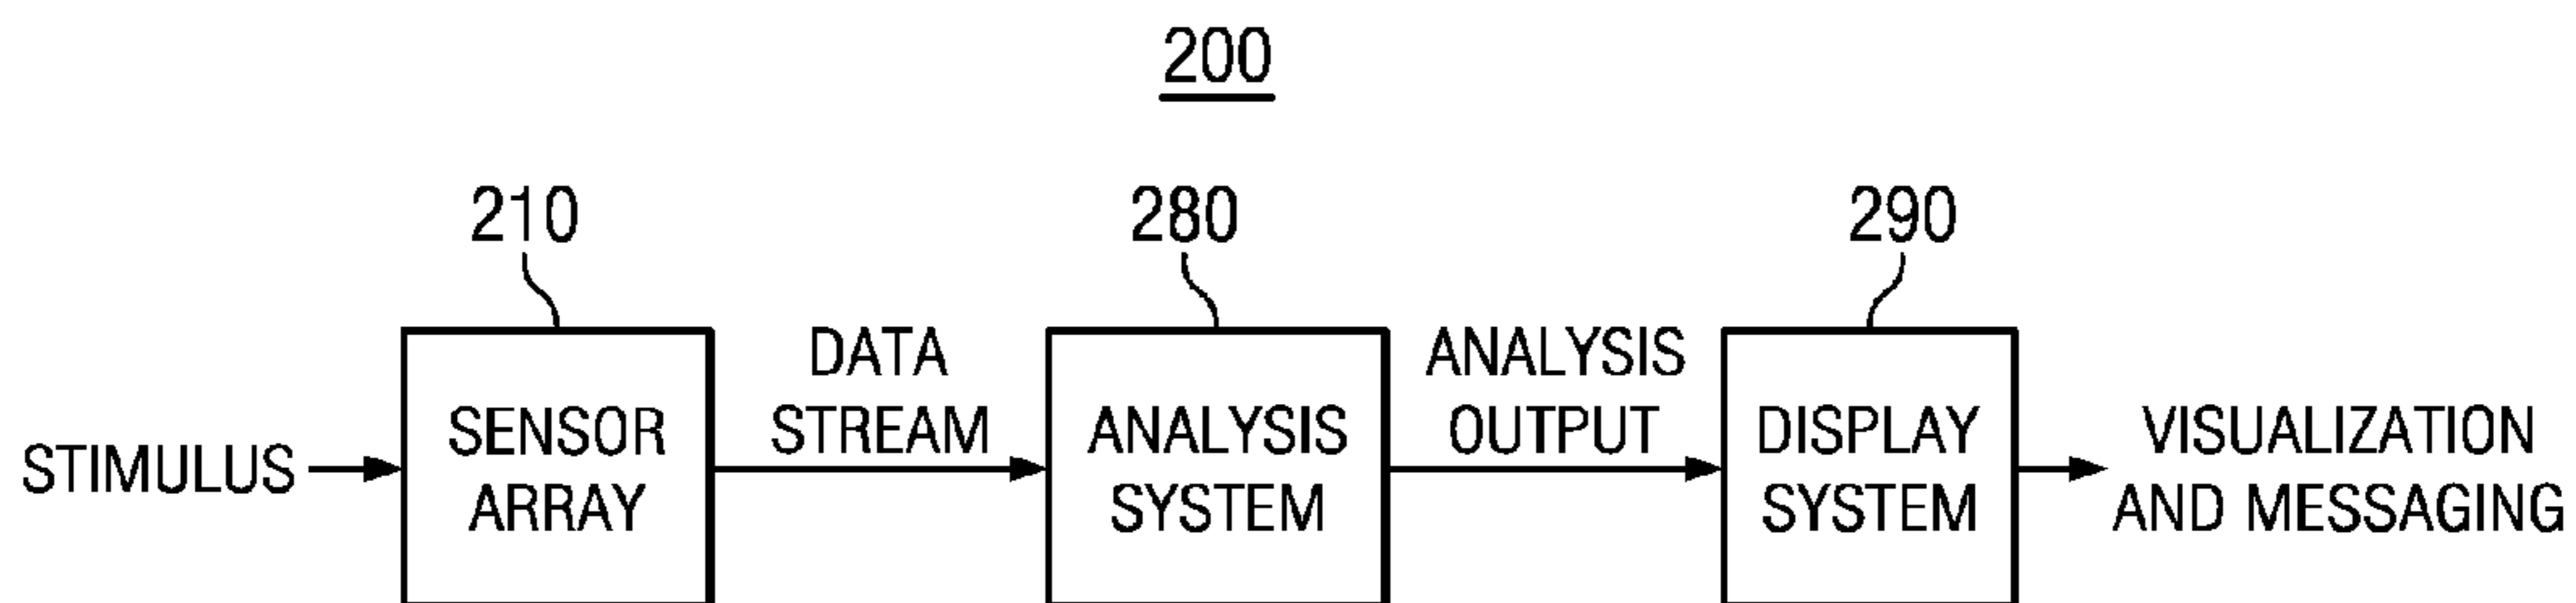 200
210
280
290
STIMULUS
SENSOR
ARRAY
DATA
STREAM
ANALYSIS
SYSTEM
ANALYSIS
OUTPUT
DISPLAY
SYSTEM
VISUALIZATION
AND MESSAGING